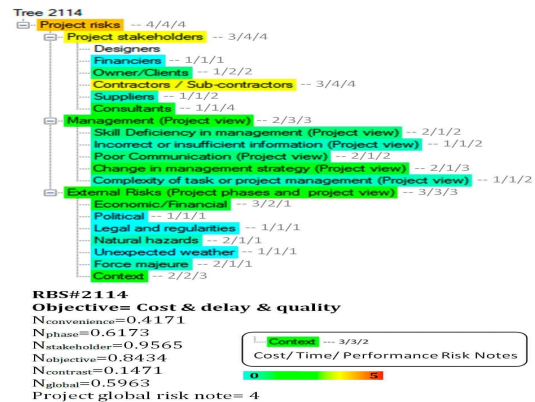 Tree 2114
Project risks -- 4/4/4
Project stakeholders -- 3/4/4
Designers
Financiers -- 1/1/1
Owner/Clients -- 1/2/2
Contractors / Sub-contractors -- 3/4/4
Suppliers -- 1/1/2
Consultants -- 1/1/4
Management (Project view) -- 2/3/3
Skill Deficiency in management (Project view) -- 2/1/2
Incorrect or insufficient information (Project view) -- 1/1/2
Poor Communication (Project view) -- 2/1/2
Change in management strategy (Project view) -- 2/1/3
Complexity of task or project management (Project view) -- 1/1/2
External Risks (Project phases and project view) -- 3/3/3
Economic/Financial -- 3/2/1
Political -- 1/1/1
Legal and regularities -- 1/1/1
Natural hazards -- 2/1/1
Unexpected weather -- 1/1/1
Force majeure -- 2/1/1
Context -- 2/2/3
RBS#2114
Objective= Cost & delay & quality
Nconvenience=0.4171
Nphase=0.6173
Nstakeholder=0.9565
Nobjective=0.8434
Ncontrast=0.1471
Nglobal=0.5963
Project global risk note= 4
Context --- 3/3/2
Cost/Time/Performance Risk Notes
0 5